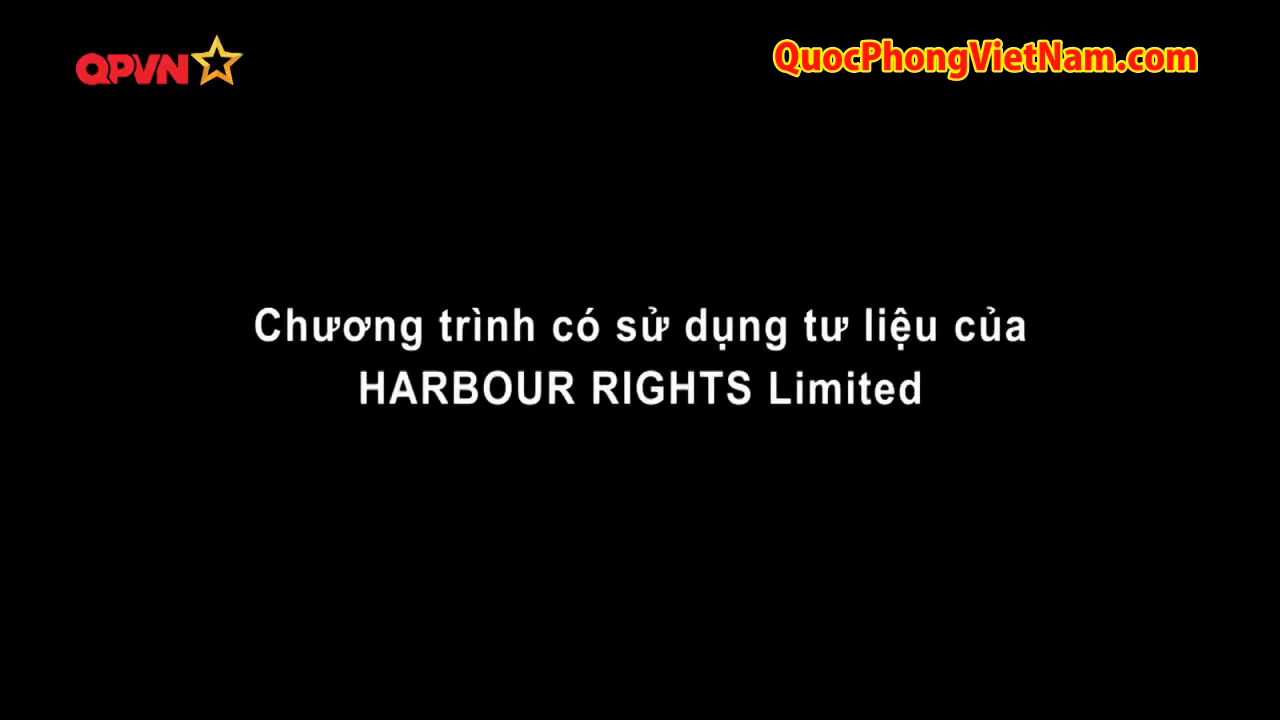 QPVN
QuocPhongVietNam.com
Chương trình có sử dụng tư liệu của
HARBOUR RIGHTS Limited